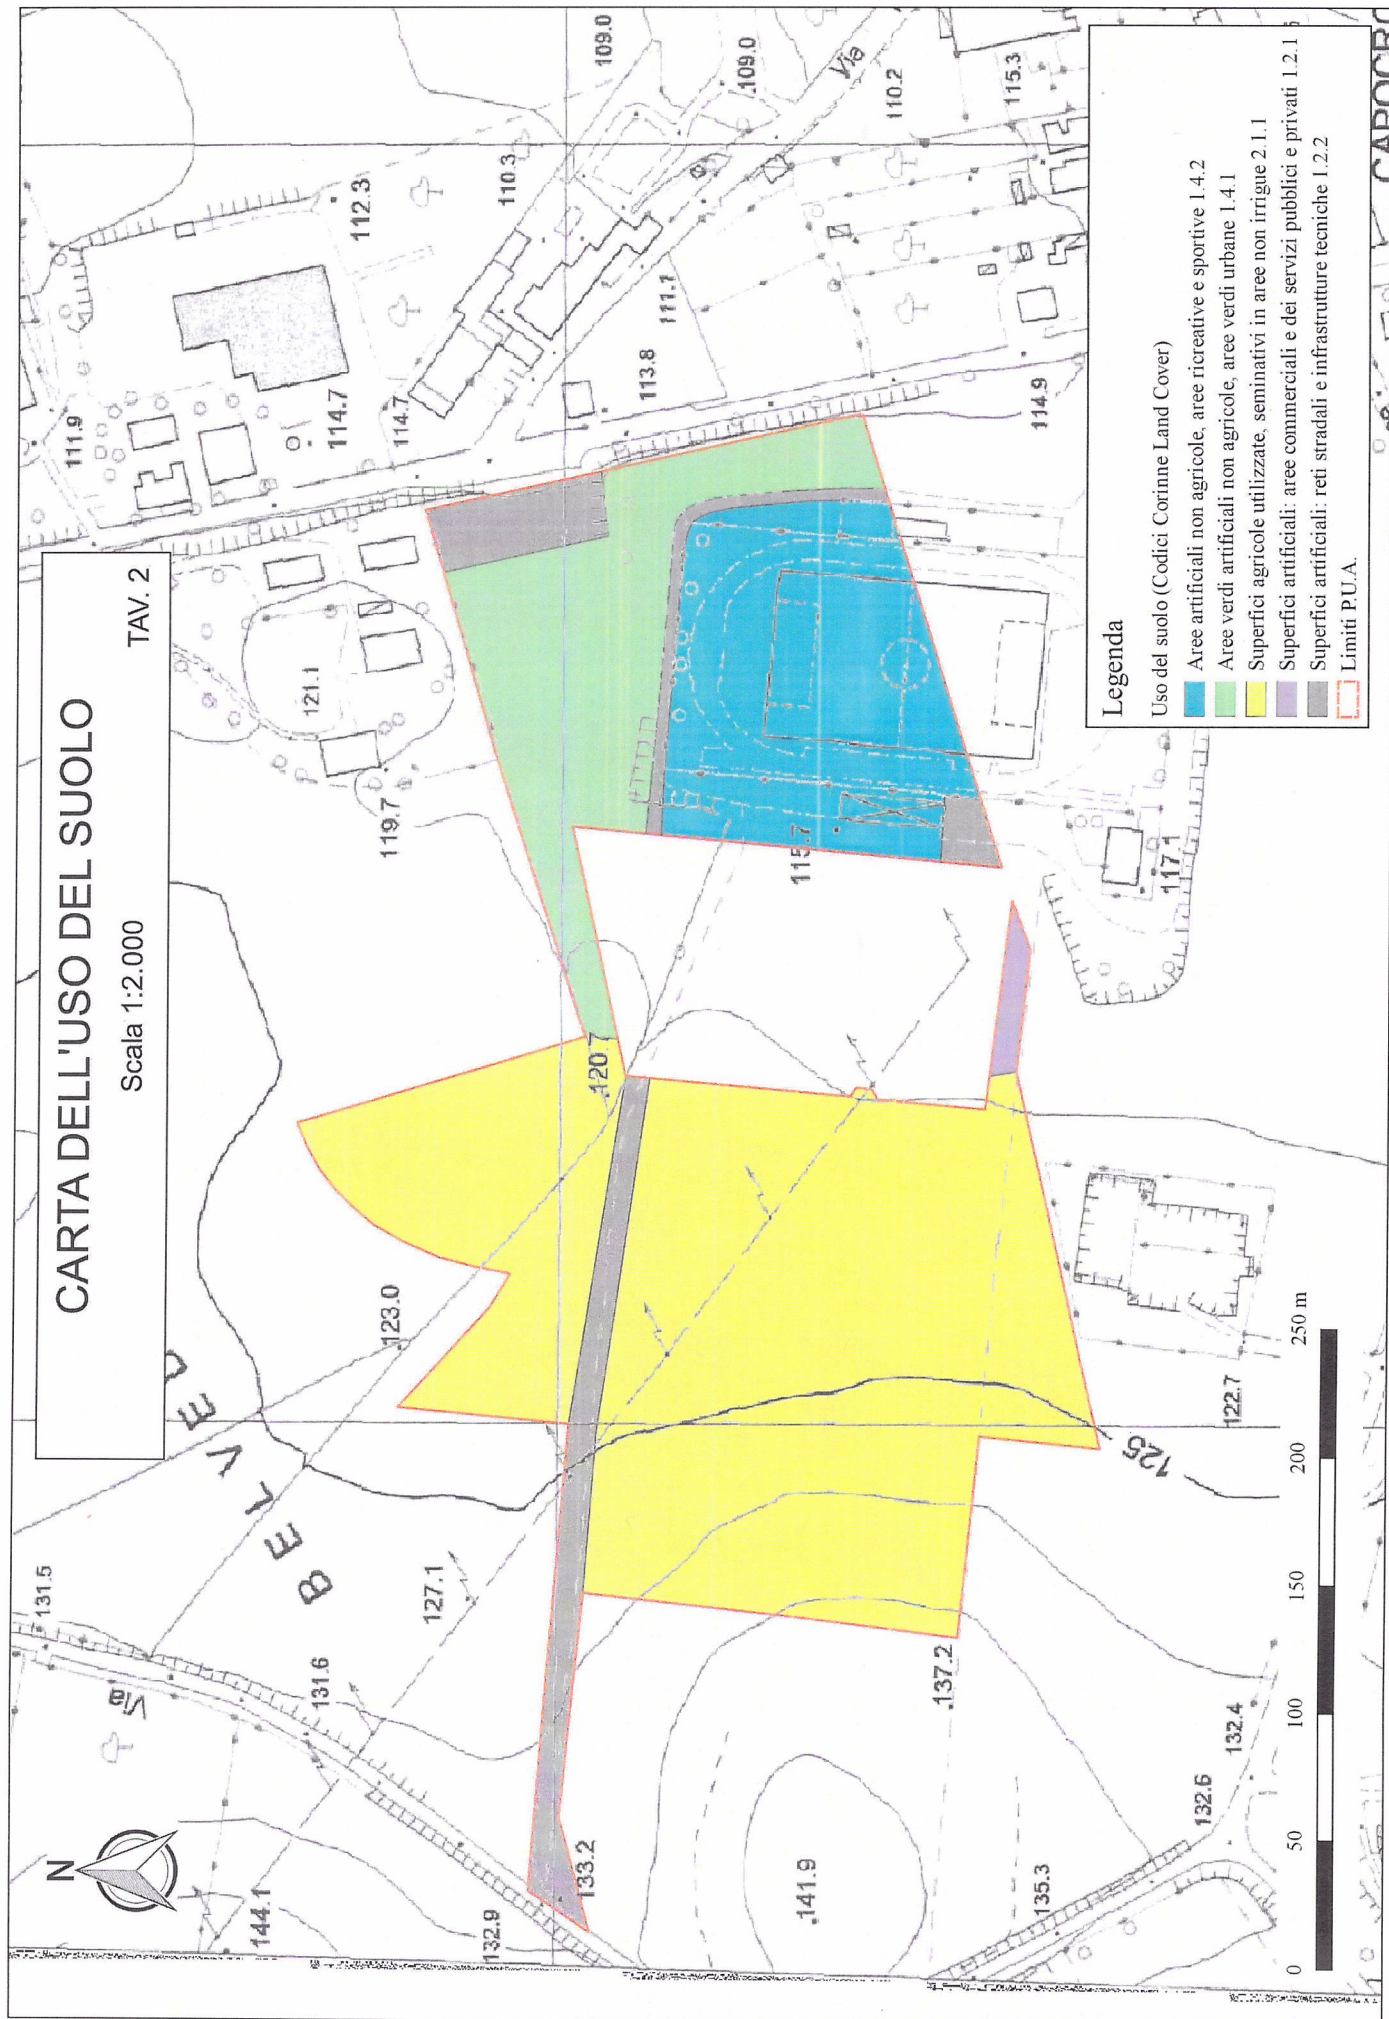 CARTA DELL'USO DEL SUOLO
Scala 1:2.000
TAV. 2
N
144.1
132.9
133.2
Via
131.5
131.6
127.1
BELVED
123.0
119.7
121.1
111.9
114.7
114.7
112.3
110.3
109.0
109.0
Via
110.2
115.3
111.1
113.8
114.9
120.7
115.7
117.1
125
122.7
137.2
141.9
135.3
132.6
132.4
0 50 100 150 200 250 m
Legenda
Uso del suolo (Codici Corine Land Cover)
Aree artificiali non agricole, aree ricreative e sportive 1.4.2
Aree verdi artificiali non agricole, aree verdi urbane 1.4.1
Superfici agricole utilizzate, seminativi in aree non irrigue 2.1.1
Superfici artificiali: aree commerciali e dei servizi pubblici e privati 1.2.1
Superfici artificiali: reti stradali e infrastrutture tecniche 1.2.2
Limiti P.U.A.